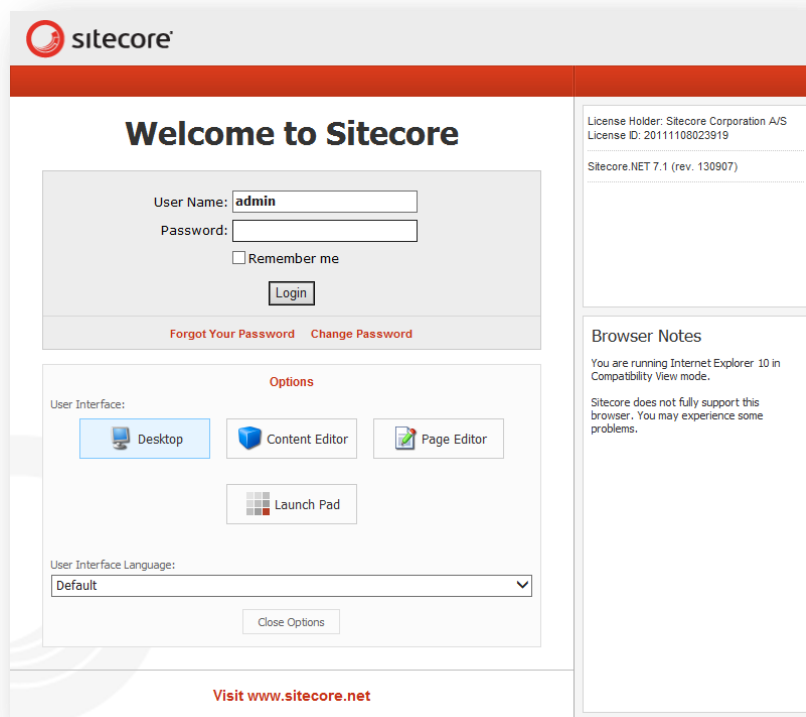 sitecore
Welcome to Sitecore
User Name: admin
Password:
Remember me
Login
Forgot Your Password Change Password
Options
User Interface:
Desktop Content Editor Page Editor
Launch Pad
User Interface Language:
Default
Close Options
Visit www.sitecore.net
License Holder: Sitecore Corporation A/S
License ID: 20111108023919
Sitecore.NET 7.1 (rev. 130907)
Browser Notes
You are running Internet Explorer 10 in
Compatibility View mode.
Sitecore does not fully support this
browser. You may experience some
problems.